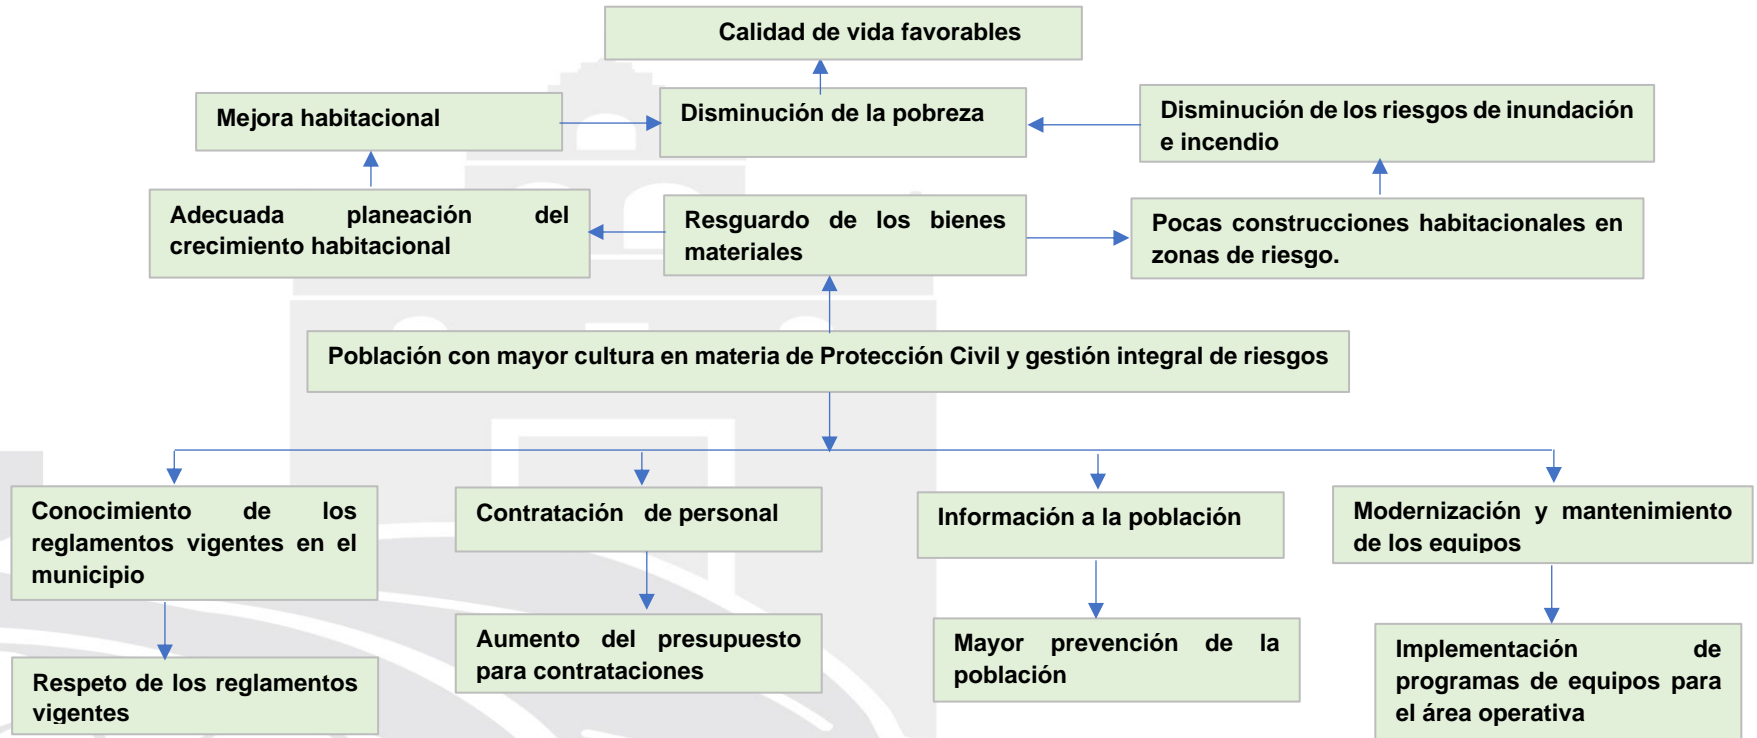 Calidad de vida favorables
Mejora habitacional
Disminución de la pobreza
Disminución de los riesgos de inundación
e incendio
Adecuada planeación del
crecimiento habitacional
Resguardo de los bienes
materiales
Pocas construcciones habitacionales en
zonas de riesgo.
Población con mayor cultura en materia de Protección Civil y gestión integral de riesgos
Conocimiento de los
reglamentos vigentes en el
municipio
Contratación de personal
Información a la población
Modernización y mantenimiento
de los equipos
Respeto de los reglamentos
vigentes
Aumento del presupuesto
para contrataciones
Mayor prevención de la
población
Implementación de
programas de equipos para
el área operativa